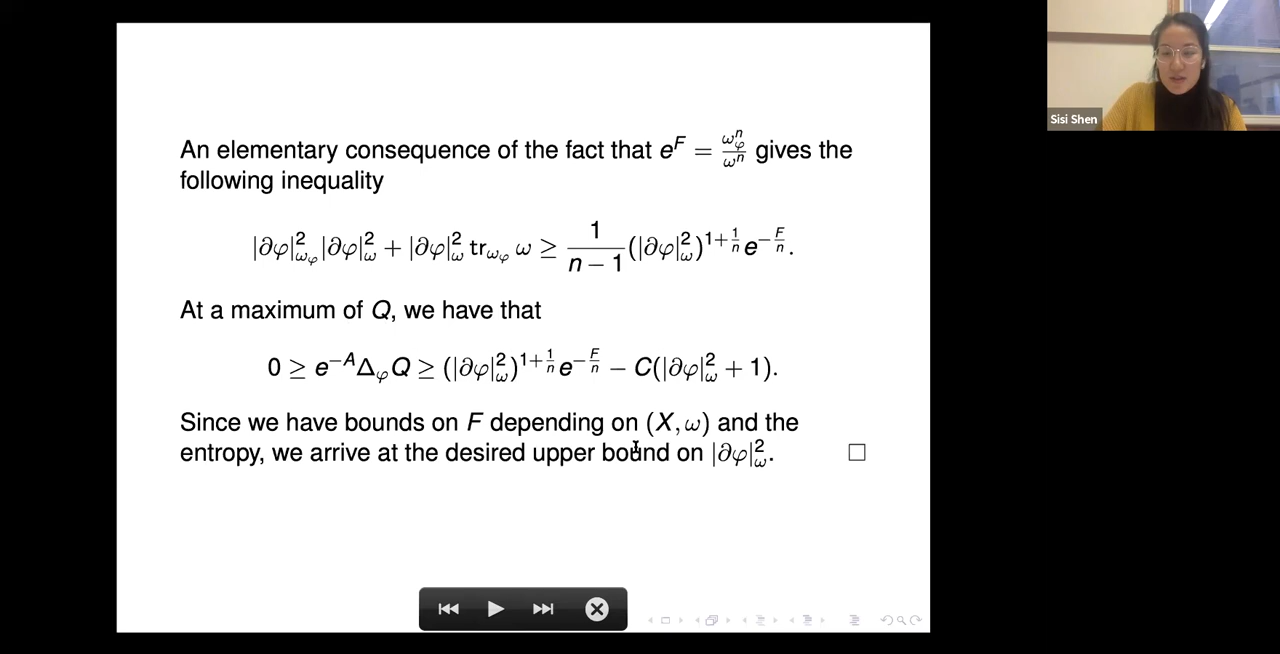 An elementary consequence of the fact that e^F = ω_φ^n / ω^n gives the
following inequality
|∂φ|²_{ω_φ} |∂φ|²_ω + |∂φ|²_ω tr_{ω_φ} ω ≥ 1/(n − 1) (|∂φ|²_ω)^{1+1/n} e^{−F/n}.
At a maximum of Q, we have that
0 ≥ e^{−A} Δ_φ Q ≥ (|∂φ|²_ω)^{1+1/n} e^{−F/n} − C(|∂φ|²_ω + 1).
Since we have bounds on F depending on (X, ω) and the
entropy, we arrive at the desired upper bound on |∂φ|²_ω. □
Sisi Shen